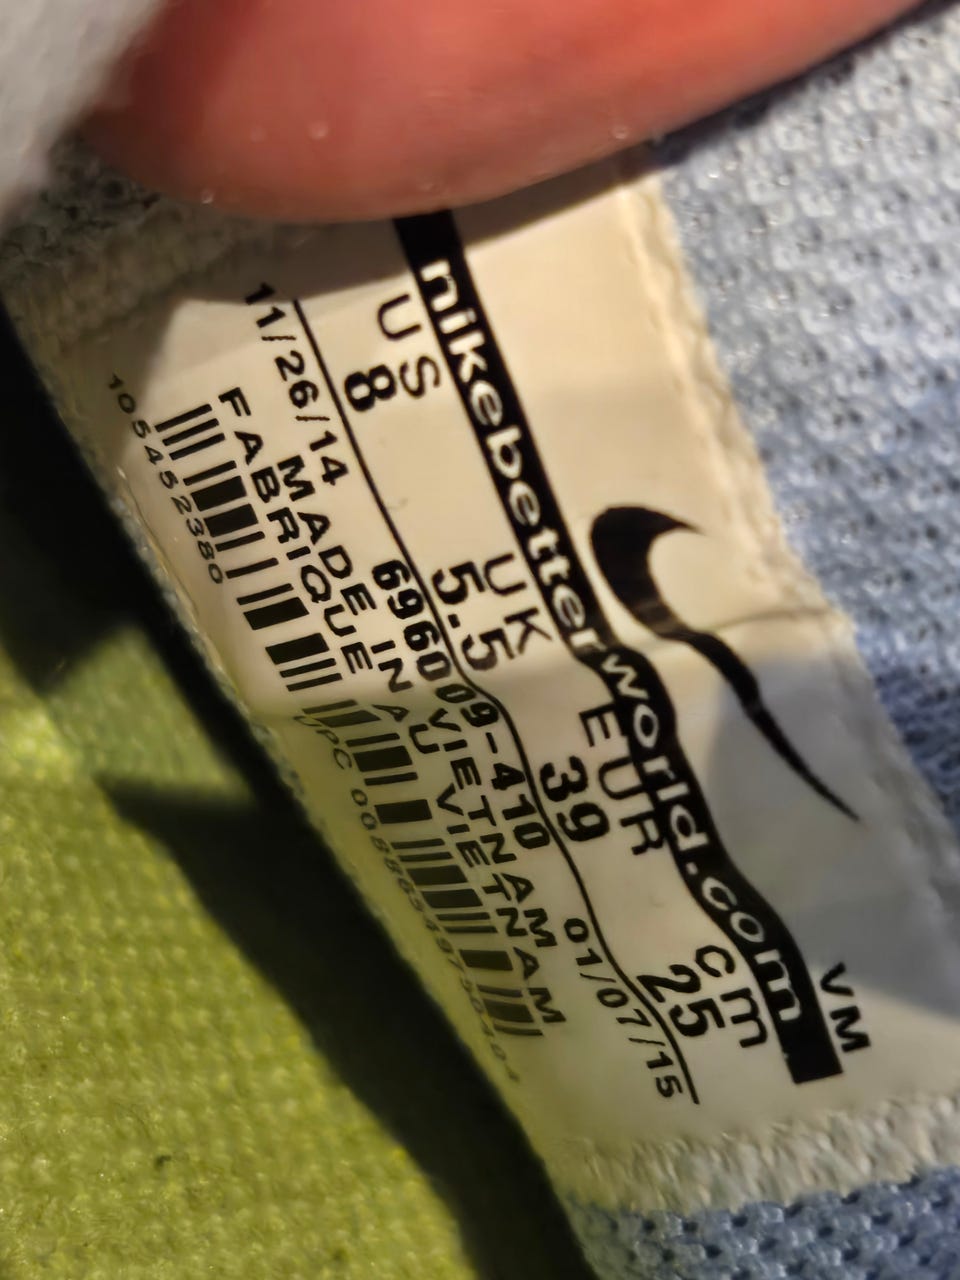 VM
nikebetterworld.com
US UK EUR cm
8 5.5 39 25
11/26/14 696009-410 01/07/15
MADE IN VIETNAM
FABRIQUE AU VIETNAM
105452380 UPC